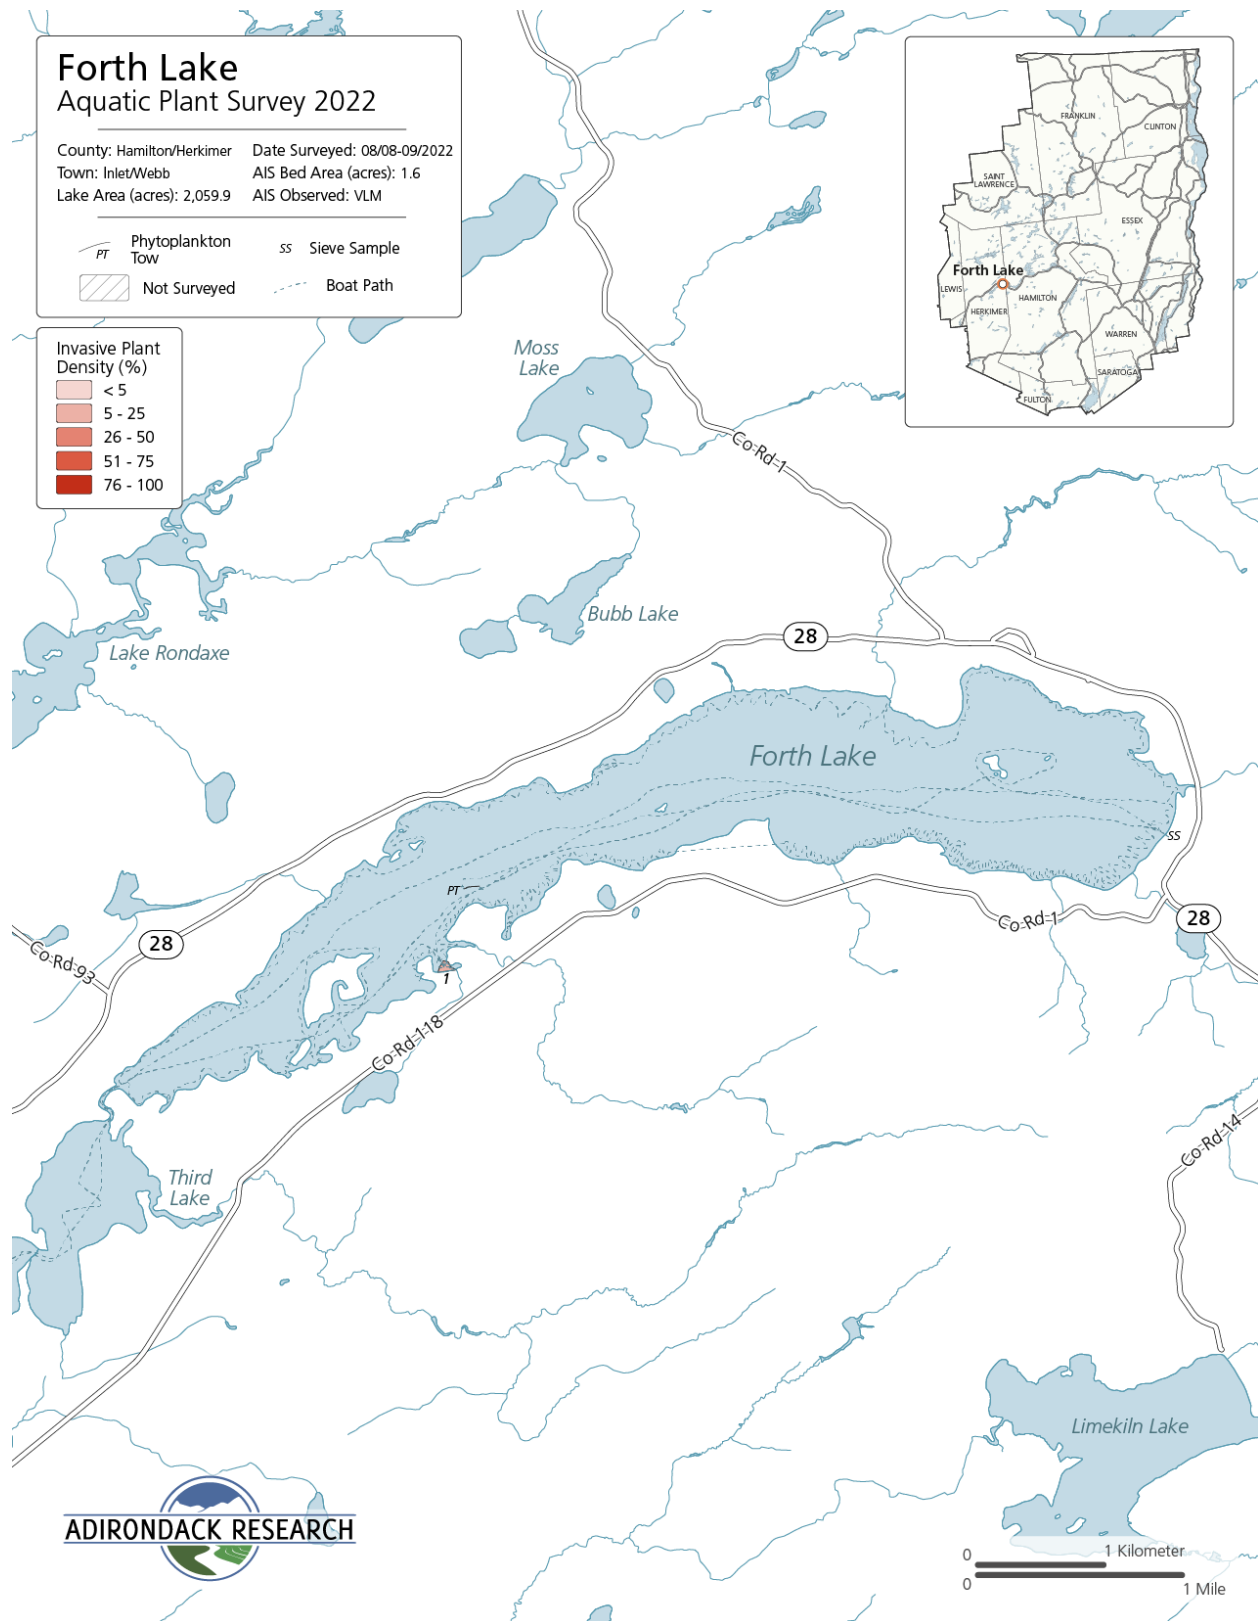 Forth Lake
Aquatic Plant Survey 2022
County: Hamilton/Herkimer
Date Surveyed: 08/08-09/2022
Town: Inlet/Webb
AIS Bed Area (acres): 1.6
Lake Area (acres): 2,059.9
AIS Observed: VLM
PT
Phytoplankton
Tow
SS
Sieve Sample
Not Surveyed
Boat Path
Invasive Plant
Density (%)
< 5
5 - 25
26 - 50
51 - 75
76 - 100
FRANKLIN
CLINTON
SAINT
LAWRENCE
ESSEX
Forth Lake
LEWIS
HAMILTON
HERKIMER
WARREN
SARATOGA
FULTON
Moss
Lake
Co-Rd-1
Bubb Lake
28
Lake Rondaxe
Forth Lake
SS
PT
Co-Rd-1
28
28
Co-Rd-93
1
Co-Rd-1-18
Co-Rd-14
Third
Lake
Limekiln Lake
ADIRONDACK RESEARCH
0
1 Kilometer
0
1 Mile